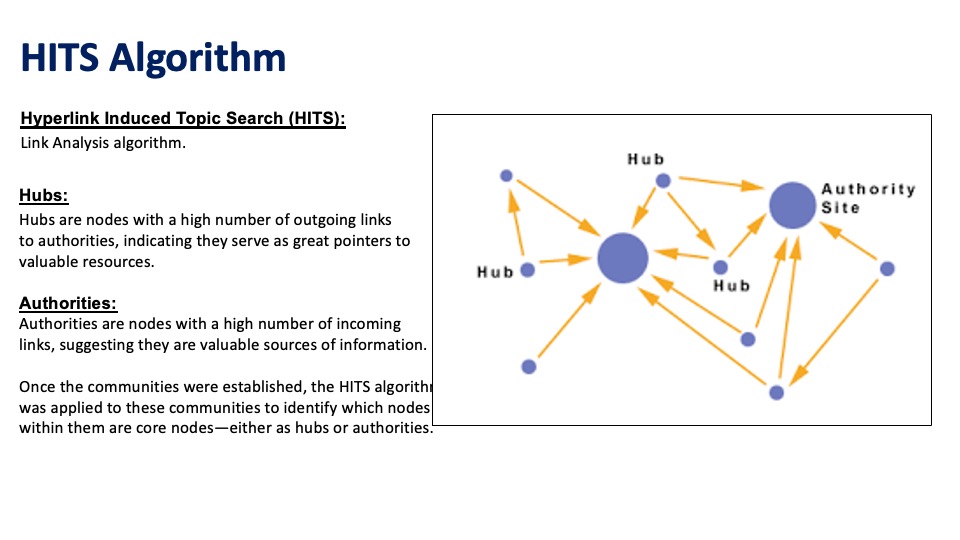 HITS Algorithm
Hyperlink Induced Topic Search (HITS):
Link Analysis algorithm.
Hubs:
Hubs are nodes with a high number of outgoing links
to authorities, indicating they serve as great pointers to
valuable resources.
Authorities:
Authorities are nodes with a high number of incoming
links, suggesting they are valuable sources of information.
Once the communities were established, the HITS
was applied to these communities to identify which nodes
within them are core nodes—either as hubs or authorities.
Hub
Authority
Site
Hub
Hub